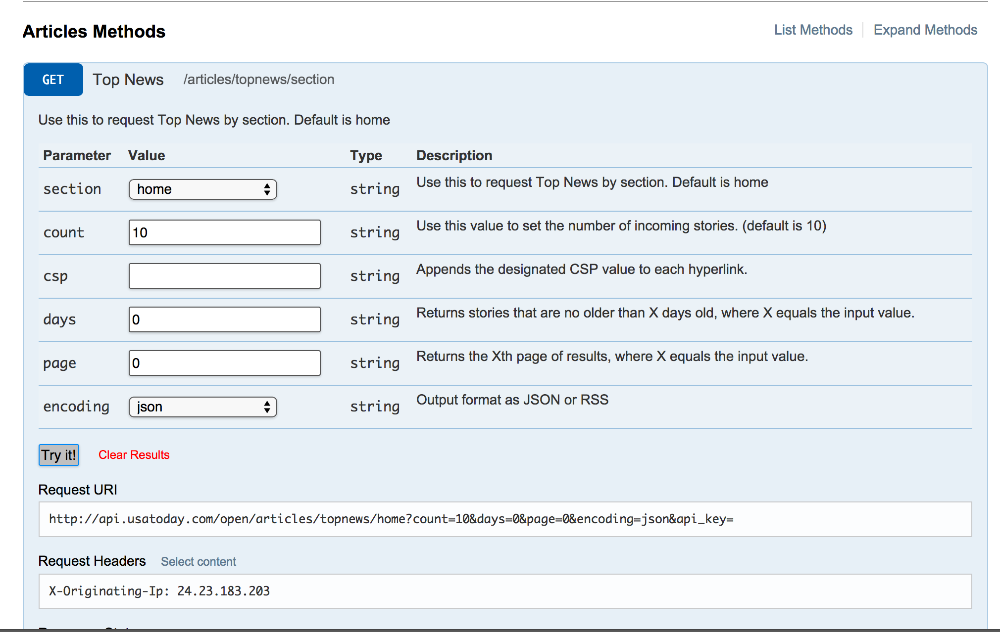 Articles Methods
List Methods
Expand Methods
GET Top News /articles/topnews/section
Use this to request Top News by section. Default is home
Parameter Value Type Description
section home string Use this to request Top News by section. Default is home
count 10 string Use this value to set the number of incoming stories. (default is 10)
csp string Appends the designated CSP value to each hyperlink.
days 0 string Returns stories that are no older than X days old, where X equals the input value.
page 0 string Returns the Xth page of results, where X equals the input value.
encoding json string Output format as JSON or RSS
Try it! Clear Results
Request URI
http://api.usatoday.com/open/articles/topnews/home?count=10&days=0&page=0&encoding=json&api_key=
Request Headers Select content
X-Originating-Ip: 24.23.183.203